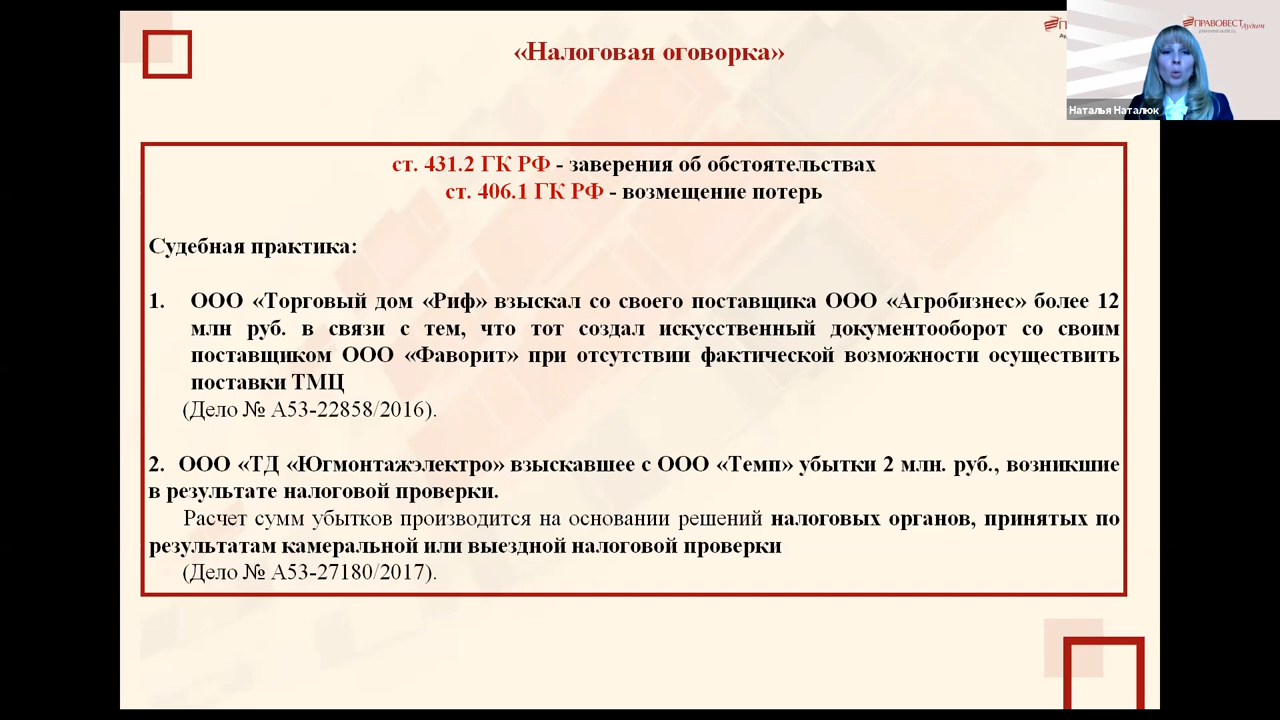 «Налоговая оговорка»
ПРАВОВЕСТ Аудит
pravovest-audit.ru
Наталья Наталюк
ст. 431.2 ГК РФ - заверения об обстоятельствах
ст. 406.1 ГК РФ - возмещение потерь
Судебная практика:
1. ООО «Торговый дом «Риф» взыскал со своего поставщика ООО «Агробизнес» более 12
млн руб. в связи с тем, что тот создал искусственный документооборот со своим
поставщиком ООО «Фаворит» при отсутствии фактической возможности осуществить
поставки ТМЦ
(Дело № А53-22858/2016).
2. ООО «ТД «Югмонтажэлектро» взыскавшее с ООО «Темп» убытки 2 млн. руб., возникшие
в результате налоговой проверки.
Расчет сумм убытков производится на основании решений налоговых органов, принятых по
результатам камеральной или выездной налоговой проверки
(Дело № А53-27180/2017).